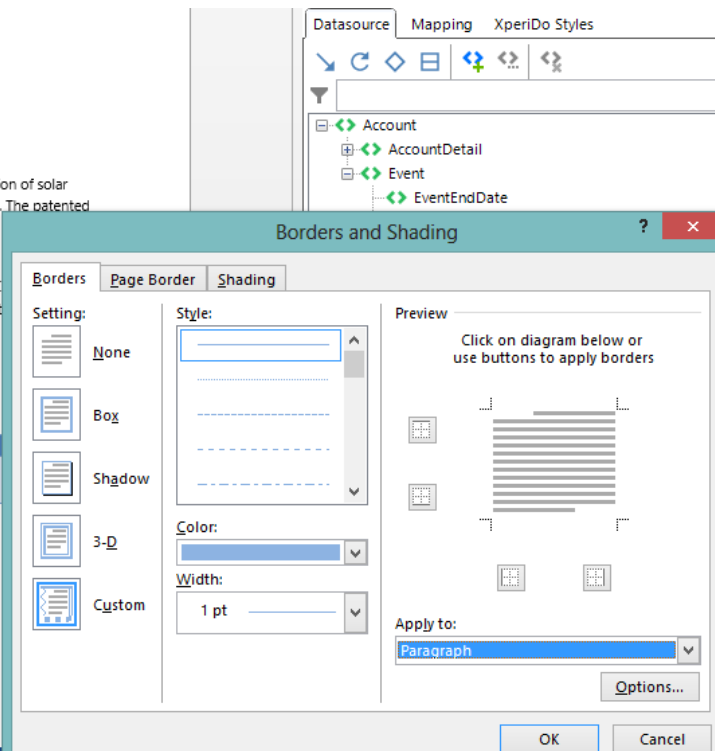 Datasource Mapping XperiDo Styles
Account
AccountDetail
Event
EventEndDate
on of solar
The patented
Borders and Shading
? ×
Borders Page Border Shading
Setting:
None
Box
Shadow
3-D
Custom
Style:
Color:
Width:
1 pt
Preview
Click on diagram below or
use buttons to apply borders
Apply to:
Paragraph
Options...
OK Cancel